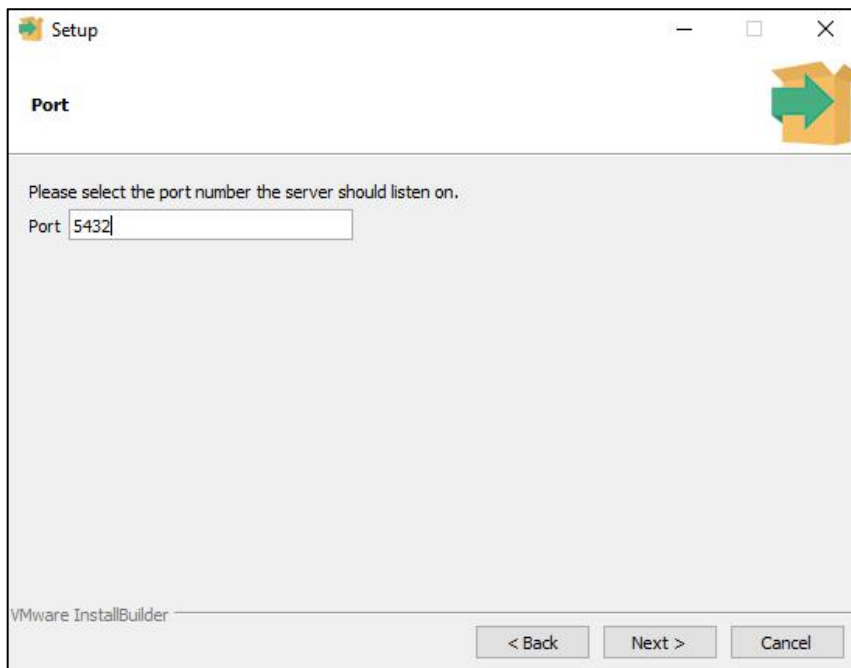 Setup
Port
Please select the port number the server should listen on.
Port 5432
VMware InstallBuilder
< Back Next > Cancel